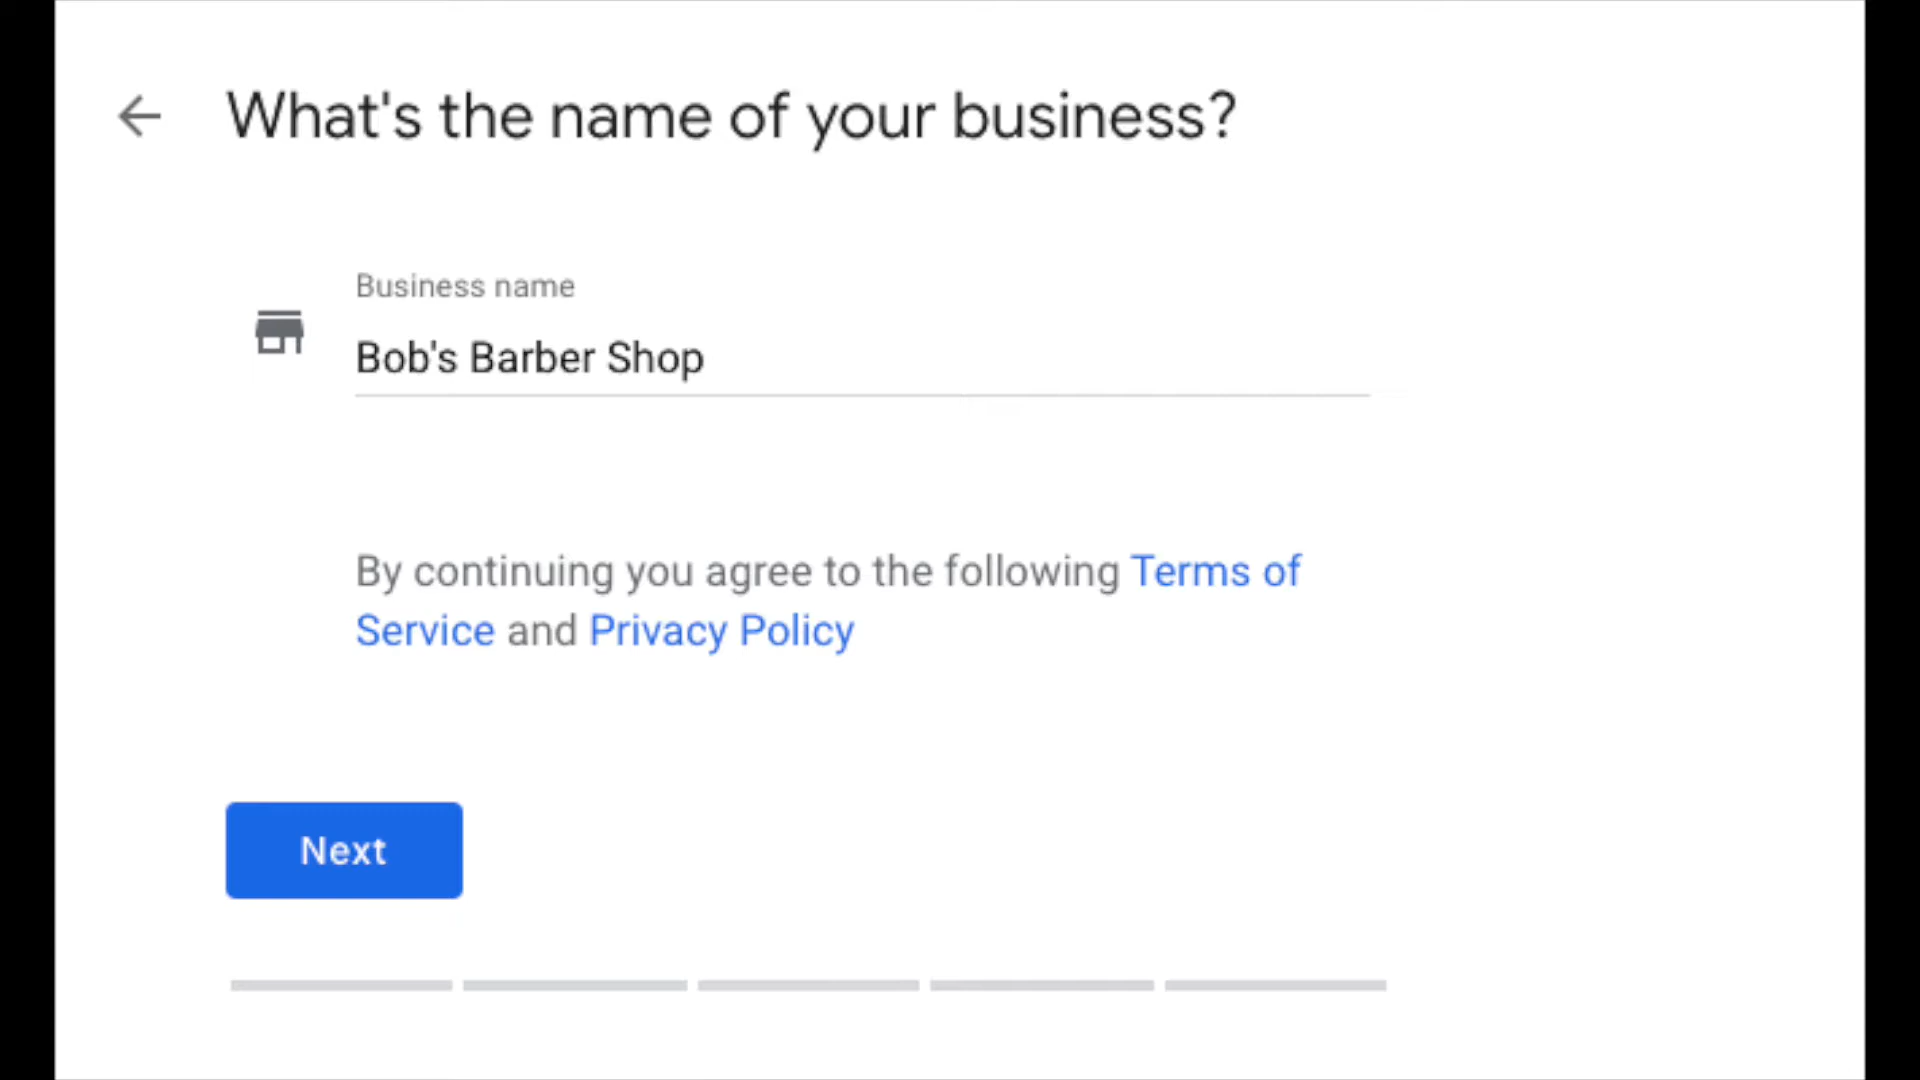 What's the name of your business?
Business name
Bob's Barber Shop
By continuing you agree to the following Terms of
Service and Privacy Policy
Next